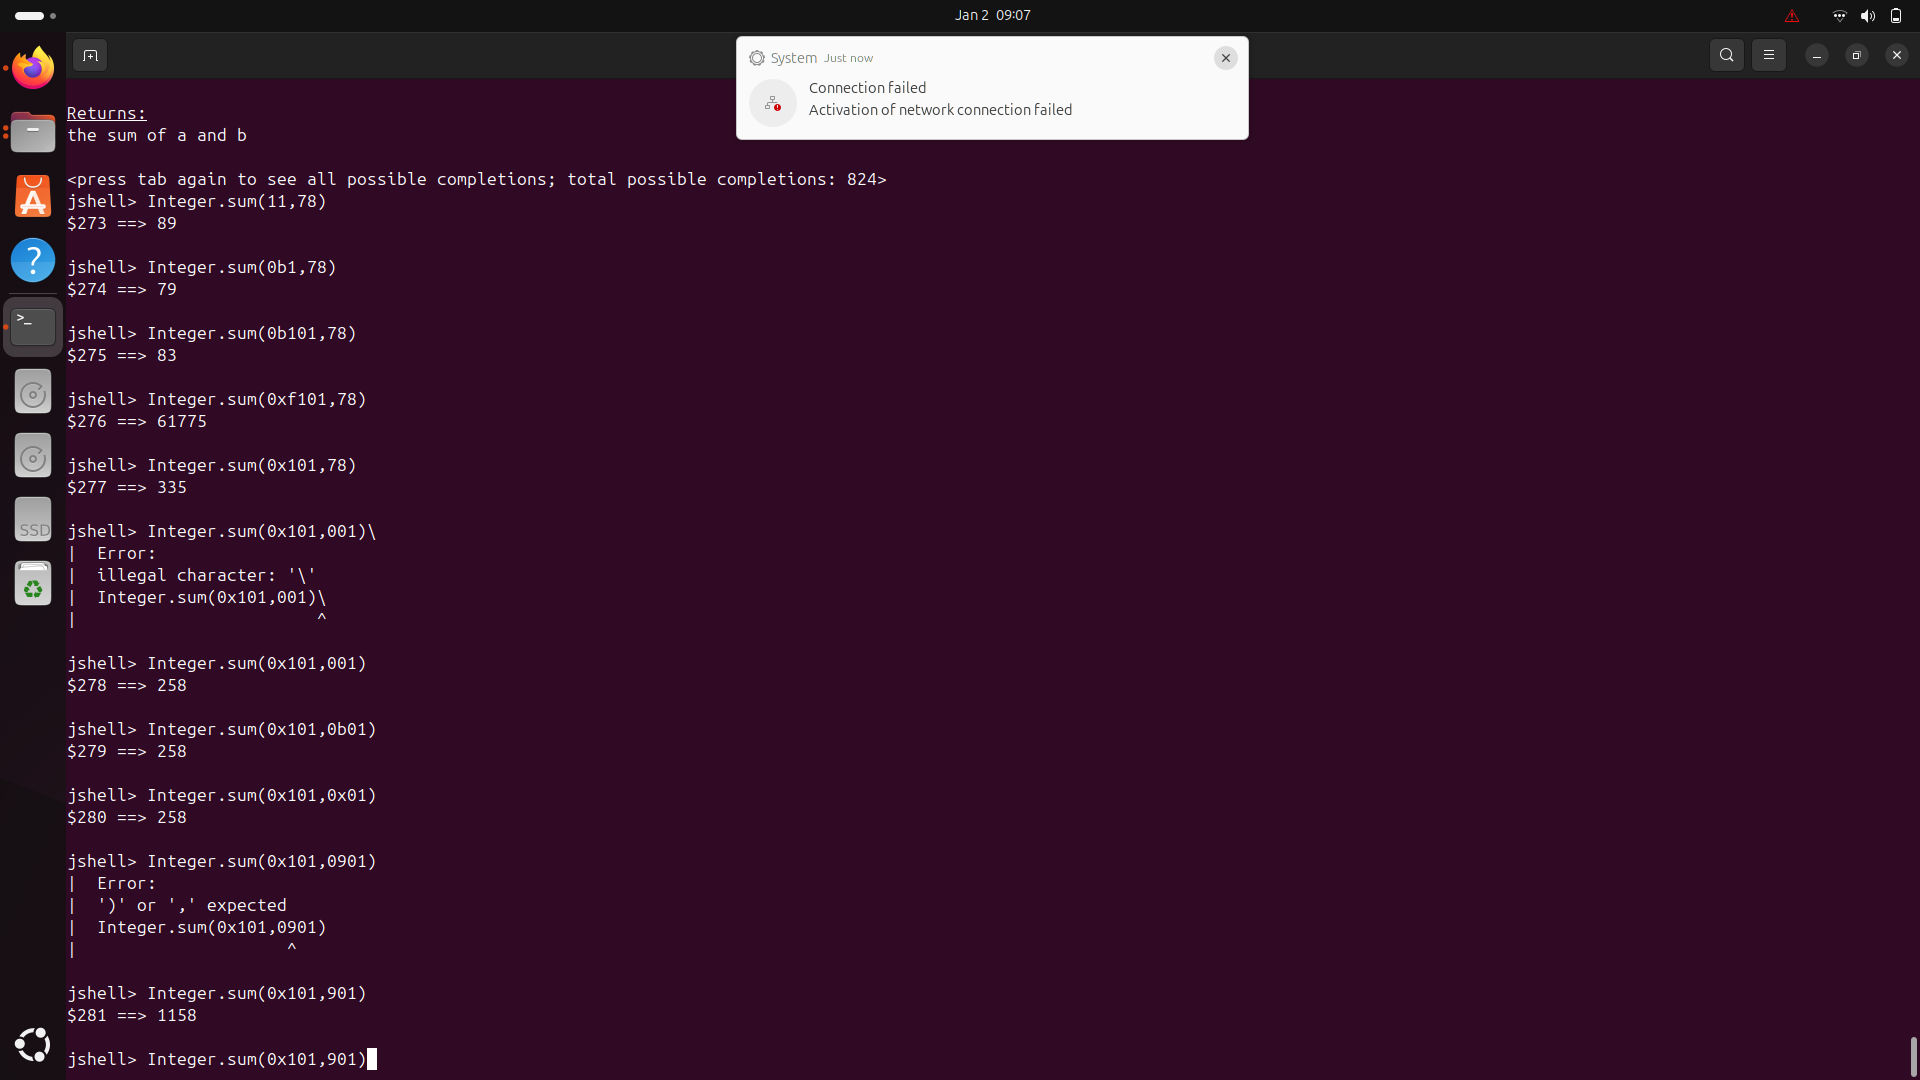 Jan 2 09:07
System Just now
Connection failed
Activation of network connection failed
Returns:
the sum of a and b
<press tab again to see all possible completions; total possible completions: 824>
jshell> Integer.sum(11,78)
$273 ==> 89
jshell> Integer.sum(0b1,78)
$274 ==> 79
jshell> Integer.sum(0b101,78)
$275 ==> 83
jshell> Integer.sum(0xf101,78)
$276 ==> 61775
jshell> Integer.sum(0x101,78)
$277 ==> 335
jshell> Integer.sum(0x101,001)\
|  Error:
|  illegal character: '\'
|  Integer.sum(0x101,001)\
|                        ^
jshell> Integer.sum(0x101,001)
$278 ==> 258
jshell> Integer.sum(0x101,0b01)
$279 ==> 258
jshell> Integer.sum(0x101,0x01)
$280 ==> 258
jshell> Integer.sum(0x101,0901)
|  Error:
|  ')' or ',' expected
|  Integer.sum(0x101,0901)
|                     ^
jshell> Integer.sum(0x101,901)
$281 ==> 1158
jshell> Integer.sum(0x101,901)
>_
SSD